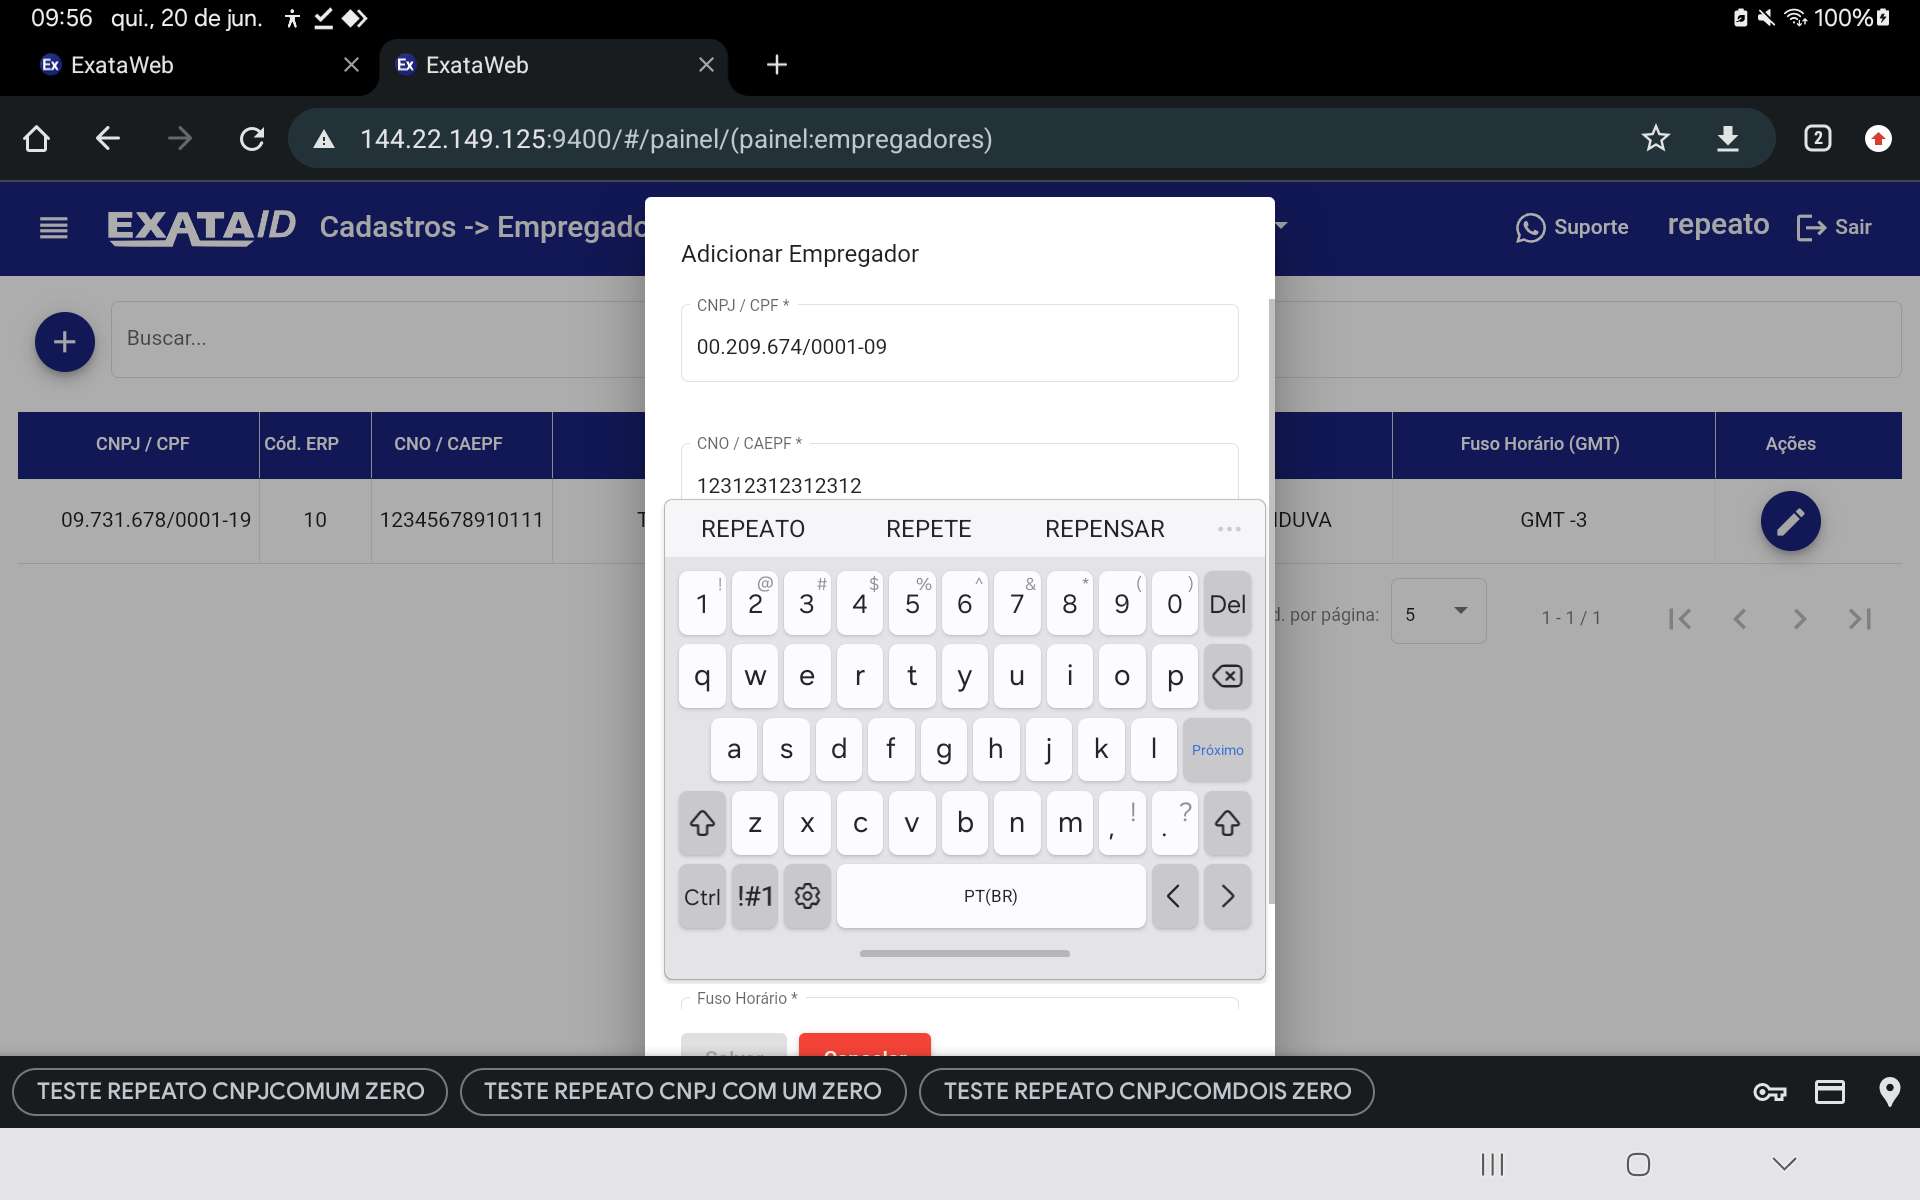 09:56 qui., 20 de jun. 100%
Ex ExataWeb
Ex ExataWeb
144.22.149.125:9400/#/painel/(painel:empregadores)
2
EXATAID Cadastros -> Empregado
Suporte repeato Sair
Adicionar Empregador
CNPJ / CPF *
00.209.674/0001-09
Buscar...
CNO / CAEPF *
12312312312312
CNPJ / CPF Cód. ERP CNO / CAEPF Fuso Horário (GMT) Ações
09.731.678/0001-19 10 12345678910111 T DUVA GMT -3
d. por página: 5 1 - 1 / 1
REPEATO REPETE REPENSAR ...
! @ # $ % ^ & * ( )
1 2 3 4 5 6 7 8 9 0 Del
q w e r t y u i o p
a s d f g h j k l Próximo
z x c v b n m , ! . ?
Ctrl !#1 PT(BR) < >
Fuso Horário *
Salvar Cancelar
TESTE REPEATO CNPJCOMUM ZERO TESTE REPEATO CNPJ COM UM ZERO TESTE REPEATO CNPJCOMDOIS ZERO